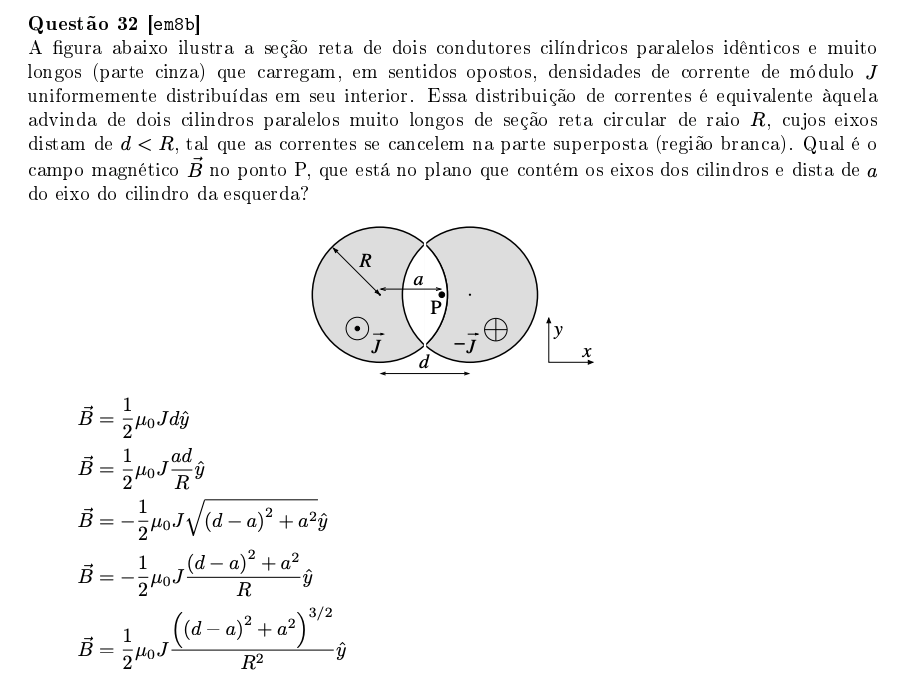 Questão 32 [em8b]
A figura abaixo ilustra a seção reta de dois condutores cilíndricos paralelos idênticos e muito
longos (parte cinza) que carregam, em sentidos opostos, densidades de corrente de módulo J
uniformemente distribuídas em seu interior. Essa distribuição de correntes é equivalente àquela
advinda de dois cilindros paralelos muito longos de seção reta circular de raio R, cujos eixos
distam de d < R, tal que as correntes se cancelem na parte superposta (região branca). Qual é o
campo magnético \vec{B} no ponto P, que está no plano que contém os eixos dos cilindros e dista de a
do eixo do cilindro da esquerda?
R
a
P
\vec{J}
-\vec{J}
d
y
x
\vec{B} = \frac{1}{2}\mu_0 Jd\hat{y}
\vec{B} = \frac{1}{2}\mu_0 J\frac{ad}{R}\hat{y}
\vec{B} = -\frac{1}{2}\mu_0 J\sqrt{(d-a)^2 + a^2}\hat{y}
\vec{B} = -\frac{1}{2}\mu_0 J\frac{(d-a)^2 + a^2}{R}\hat{y}
\vec{B} = \frac{1}{2}\mu_0 J\frac{((d-a)^2 + a^2)^{3/2}}{R^2}\hat{y}